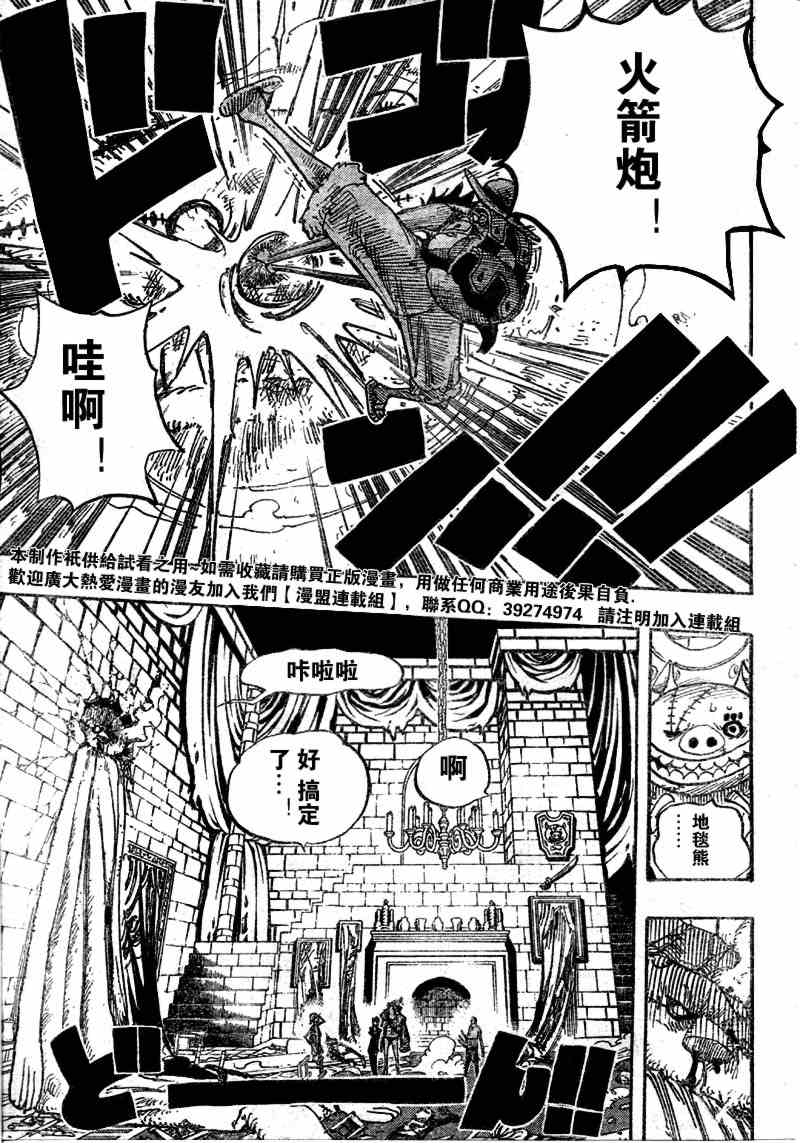 火箭炮！
ドゴ
哇啊！
本制作衹供給試看之用~如需收藏請購買正版漫畫，用做任何商業用途後果自負.
歡迎廣大熱愛漫畫的漫友加入我們【漫盟連載組】，聯系QQ：39274974 請注明加入連載組
地毯熊……
咔啦啦
啊
好 搞定了…！
どーん!!